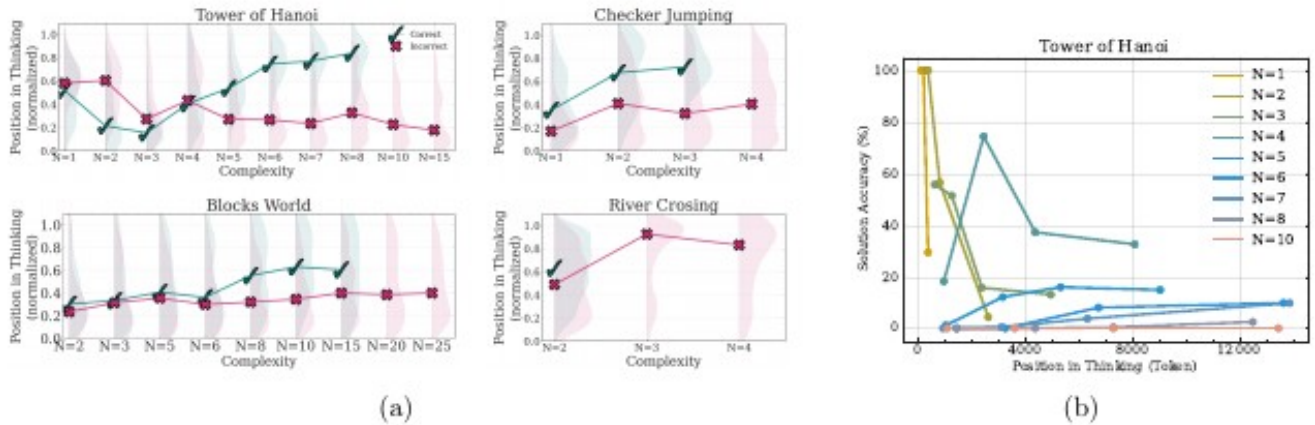 Tower of Hanoi
Position in Thinking
(normalized)
1.0
0.8
0.6
0.4
0.2
0.0
Correct
Incorrect
N=1 N=2 N=3 N=4 N=5 N=6 N=7 N=8 N=10 N=15
Complexity
Checker Jumping
Position in Thinking
(normalized)
1.0
0.8
0.6
0.4
0.2
0.0
N=1 N=2 N=3 N=4
Complexity
Blocks World
Position in Thinking
(normalized)
1.0
0.8
0.6
0.4
0.2
0.0
N=2 N=3 N=5 N=6 N=8 N=10 N=15 N=20 N=25
Complexity
River Crosing
Position in Thinking
(normalized)
1.0
0.8
0.6
0.4
0.2
0.0
N=2 N=3 N=4
Complexity
(a)
Tower of Hanoi
Solution Accuracy (%)
100
80
60
40
20
0
N=1
N=2
N=3
N=4
N=5
N=6
N=7
N=8
N=10
0 4000 8000 12000
Position in Thinking (Token)
(b)